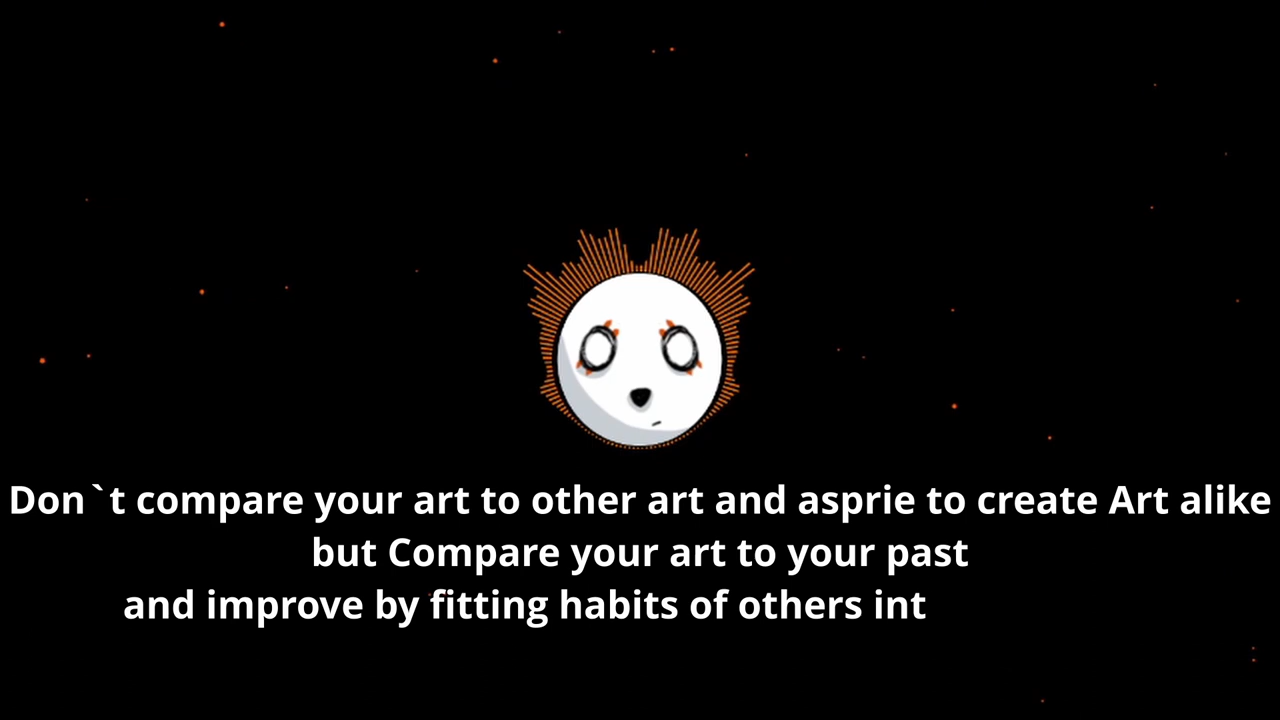 Don`t compare your art to other art and asprie to create Art alike
but Compare your art to your past
and improve by fitting habits of others int